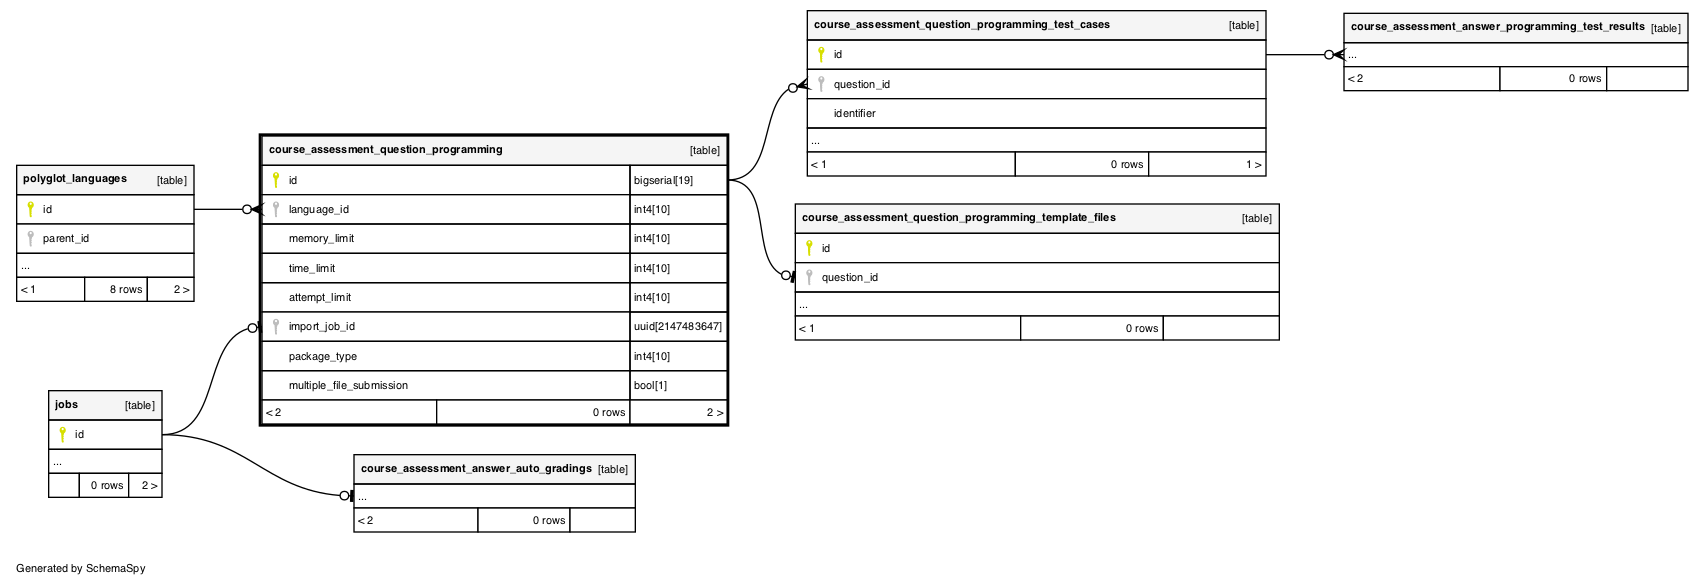 course_assessment_question_programming_test_cases [table]
id
question_id
identifier
...
< 1 0 rows 1 >
course_assessment_answer_programming_test_results [table]
...
< 2 0 rows
course_assessment_question_programming [table]
id bigserial[19]
language_id int4[10]
memory_limit int4[10]
time_limit int4[10]
attempt_limit int4[10]
import_job_id uuid[2147483647]
package_type int4[10]
multiple_file_submission bool[1]
< 2 0 rows 2 >
polyglot_languages [table]
id
parent_id
...
< 1 8 rows 2 >
course_assessment_question_programming_template_files [table]
id
question_id
...
< 1 0 rows
jobs [table]
id
...
0 rows 2 >
course_assessment_answer_auto_gradings [table]
...
< 2 0 rows
Generated by SchemaSpy